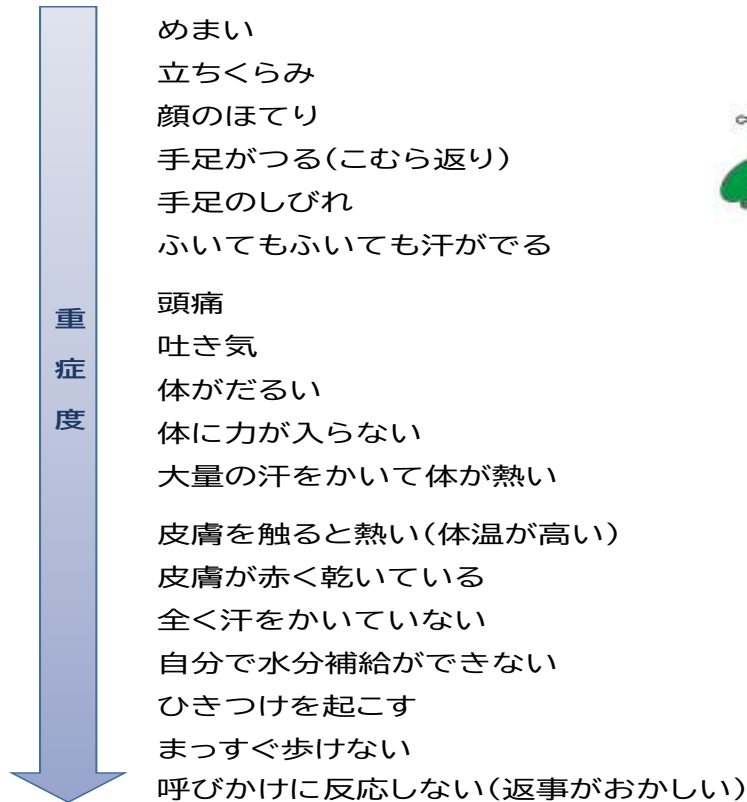 めまい
立ちくらみ
顔のほてり
手足がつる(こむら返り)
手足のしびれ
ふいてもふいても汗がでる
頭痛
吐き気
体がだるい
体に力が入らない
大量の汗をかいて体が熱い
皮膚を触ると熱い(体温が高い)
皮膚が赤く乾いている
全く汗をかいていない
自分で水分補給ができない
ひきつけを起こす
まっすぐ歩けない
呼びかけに反応しない(返事がおかしい)
重症度